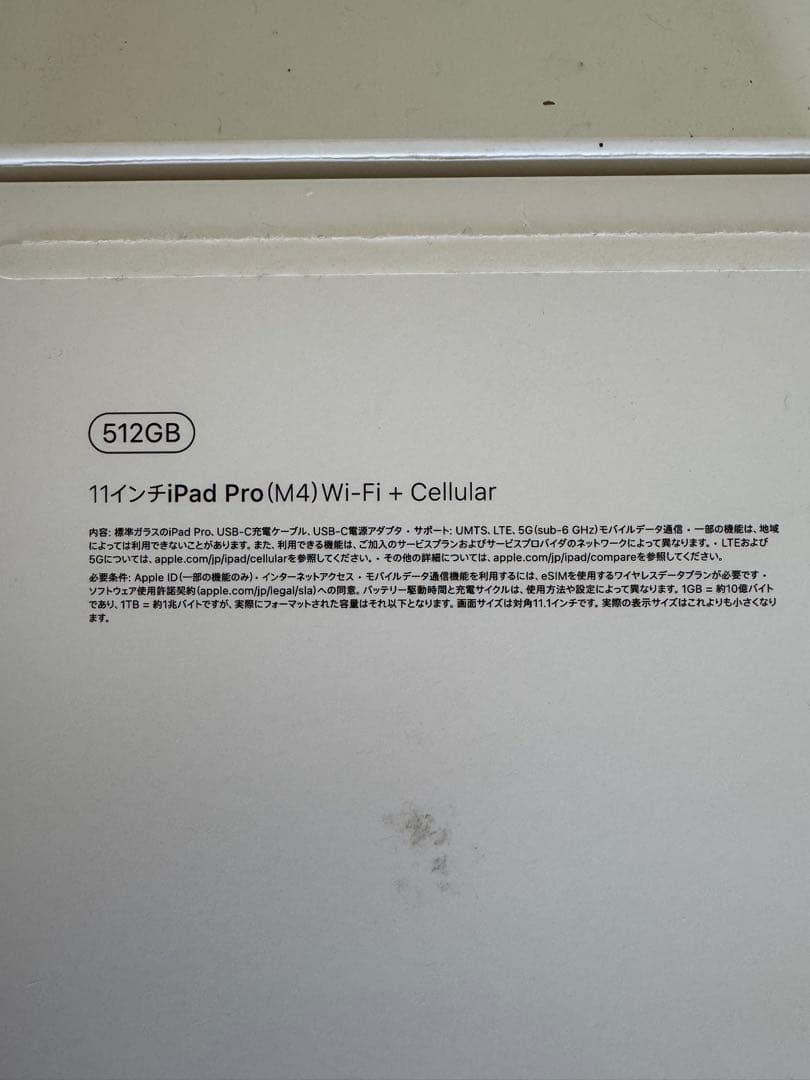 512GB
11インチiPad Pro(M4)Wi-Fi + Cellular
内容: 標準ガラスのiPad Pro、USB-C充電ケーブル、USB-C電源アダプタ・サポート: UMTS、LTE、5G(sub-6 GHz)モバイルデータ通信・一部の機能は、地域
によっては利用できないことがあります。また、利用できる機能は、ご加入のサービスプランおよびサービスプロバイダのネットワークによって異なります。・LTEおよび
5Gについては、apple.com/jp/ipad/cellularを参照してください。・その他の詳細については、apple.com/jp/ipad/compareを参照してください。
必要条件: Apple ID(一部の機能のみ)・インターネットアクセス・モバイルデータ通信機能を利用するには、eSIMを使用するワイヤレスデータプランが必要です・
ソフトウェア使用許諾契約(apple.com/jp/legal/sla)への同意。バッテリー駆動時間と充電サイクルは、使用方法や設定によって異なります。1GB = 約10億バイト
であり、1TB = 約1兆バイトですが、実際にフォーマットされた容量はそれ以下となります。画面サイズは対角11.1インチです。実際の表示サイズはこれよりも小さくなり
ます。